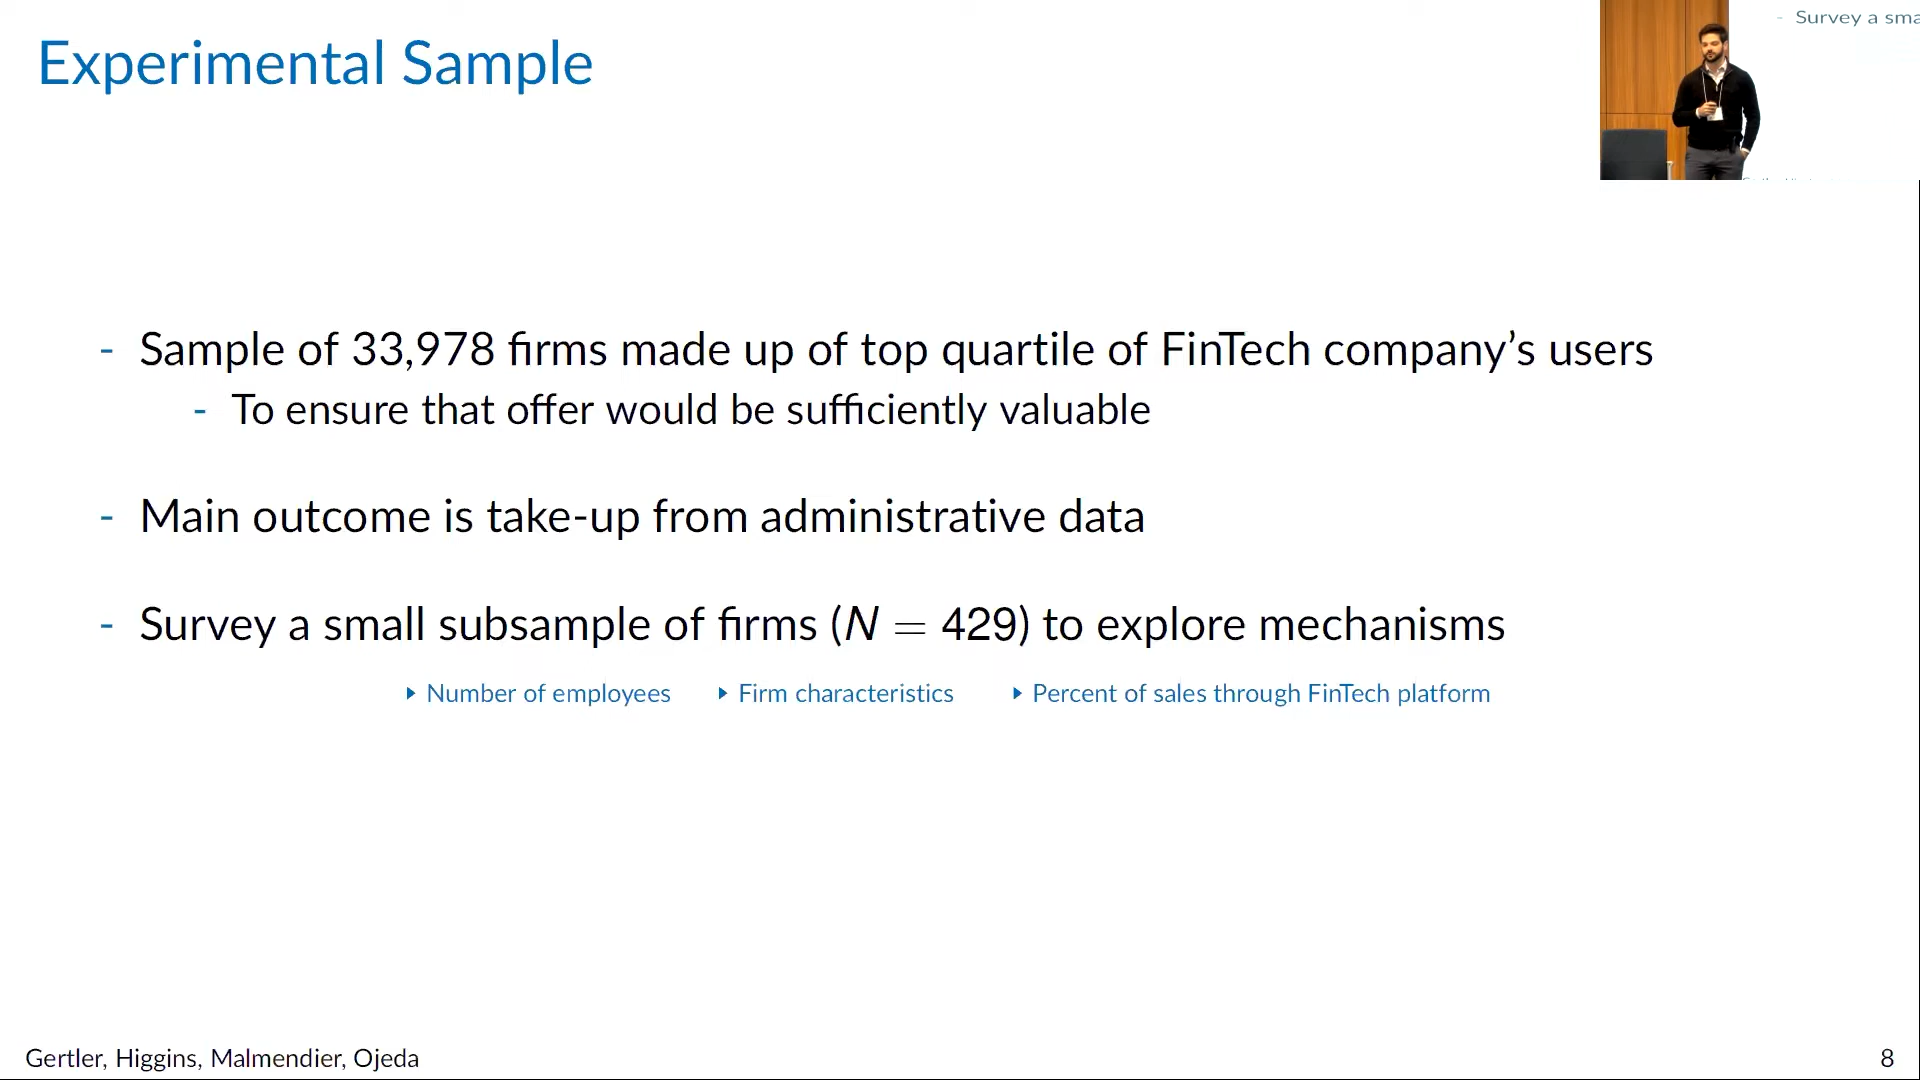 Experimental Sample
- Survey a sma
- Sample of 33,978 firms made up of top quartile of FinTech company's users
- To ensure that offer would be sufficiently valuable
- Main outcome is take-up from administrative data
- Survey a small subsample of firms (N = 429) to explore mechanisms
▶ Number of employees ▶ Firm characteristics ▶ Percent of sales through FinTech platform
Gertler, Higgins, Malmendier, Ojeda
8